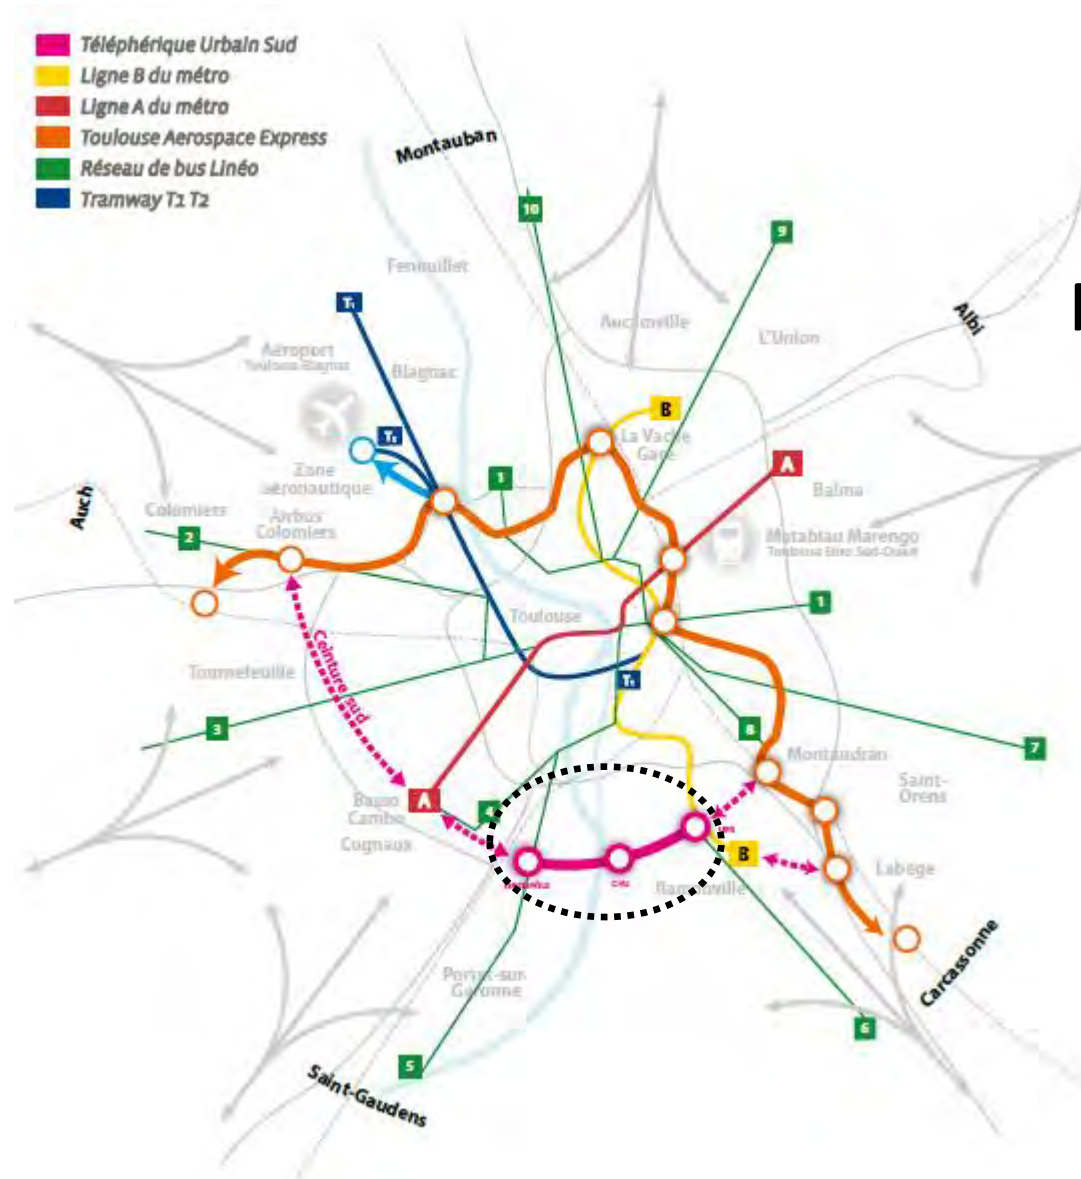 Téléphérique Urbain Sud
Ligne B du métro
Ligne A du métro
Toulouse Aerospace Express
Réseau de bus Linéo
Tramway T1 T2
Montauban
10
9
Fenouillet
Albi
T1
Aucamville
L'Union
Aéroport
Toulouse Blagnac
Blagnac
B
T2
La Vache
Gare
A
1
Zone
aéronautique
Balma
Auch
Colomiers
Airbus
Colomiers
2
Matabiau Marengo
Toulouse Euro Sud-Ouest
1
Toulouse
Ceinture sud
Tournefeuille
T1
3
8
7
Montaudran
Saint-
Orens
A
Basso
Cambo
4
Cugnaux
UPS
B
CHU
Ramonville
Labège
Carcassonne
Portet-sur
Garonne
6
5
Saint-Gaudens